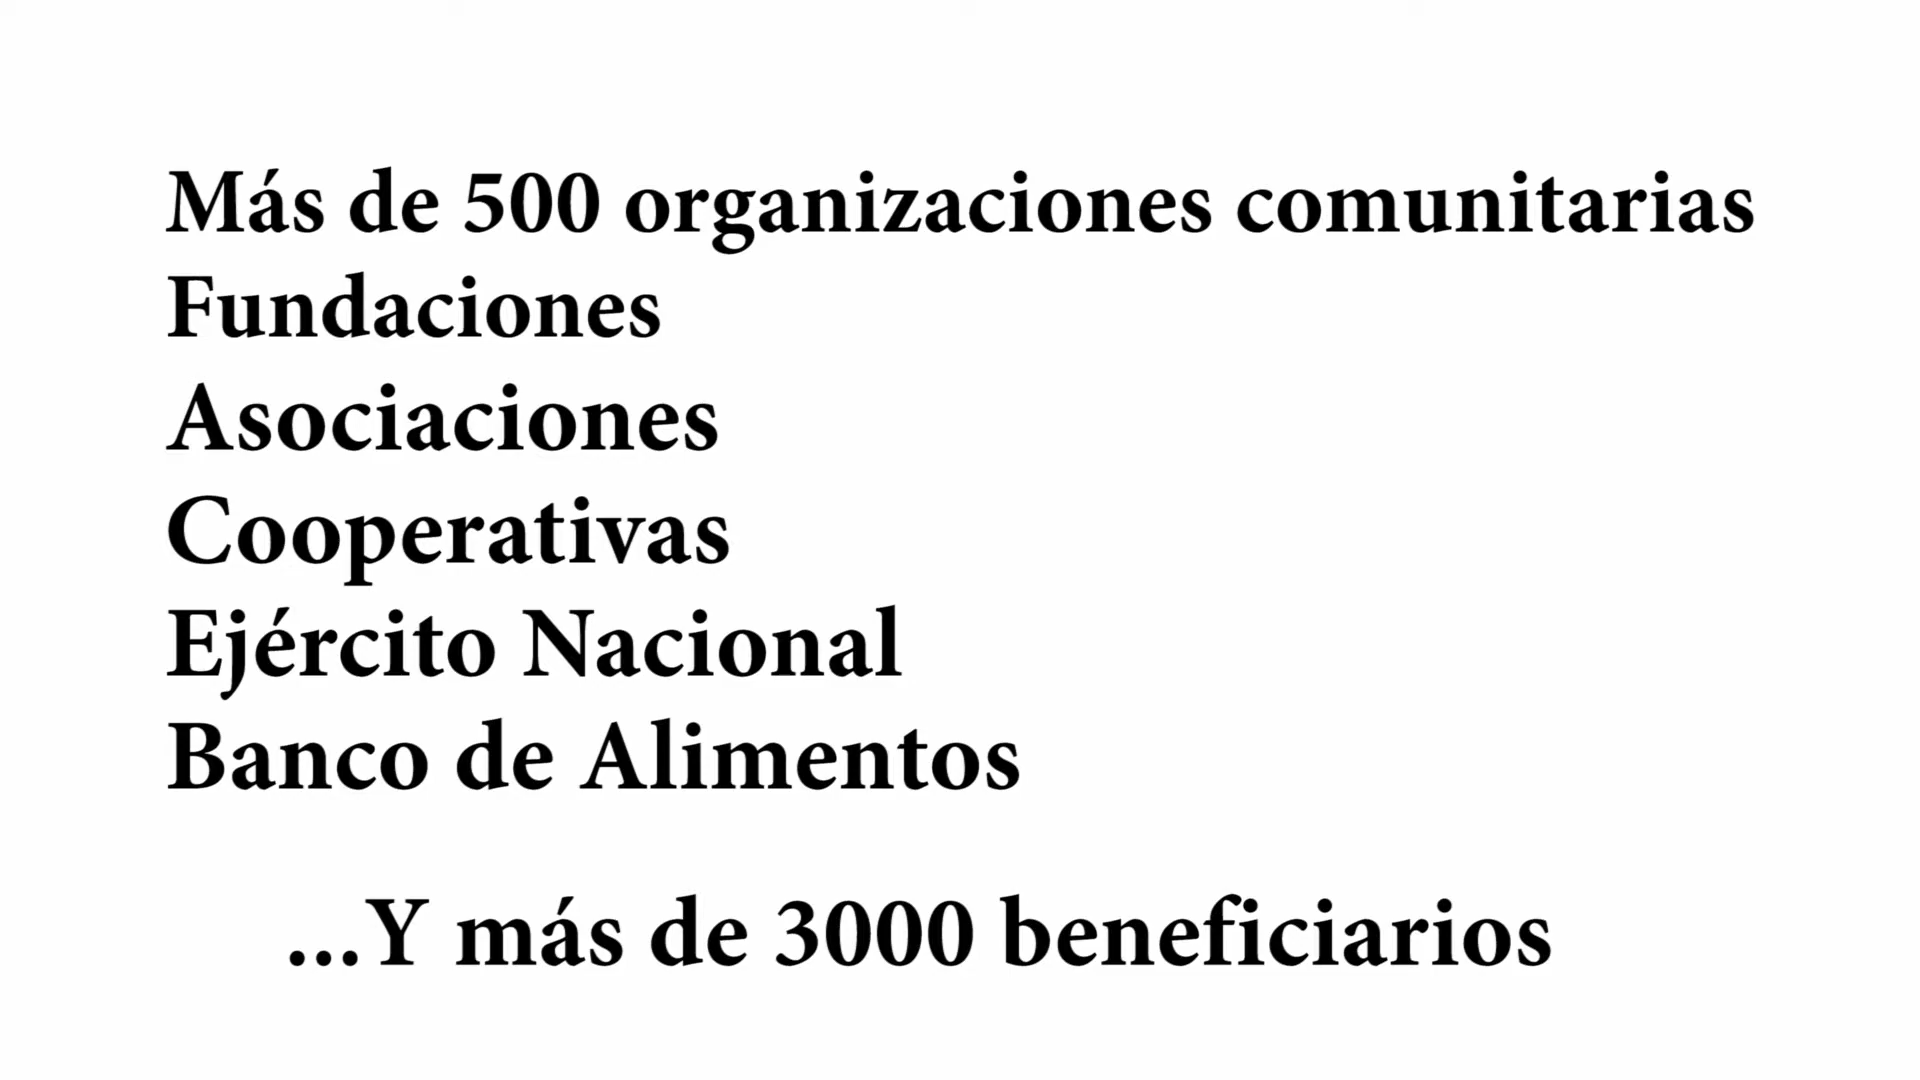 Más de 500 organizaciones comunitarias
Fundaciones
Asociaciones
Cooperativas
Ejército Nacional
Banco de Alimentos
...Y más de 3000 beneficiarios